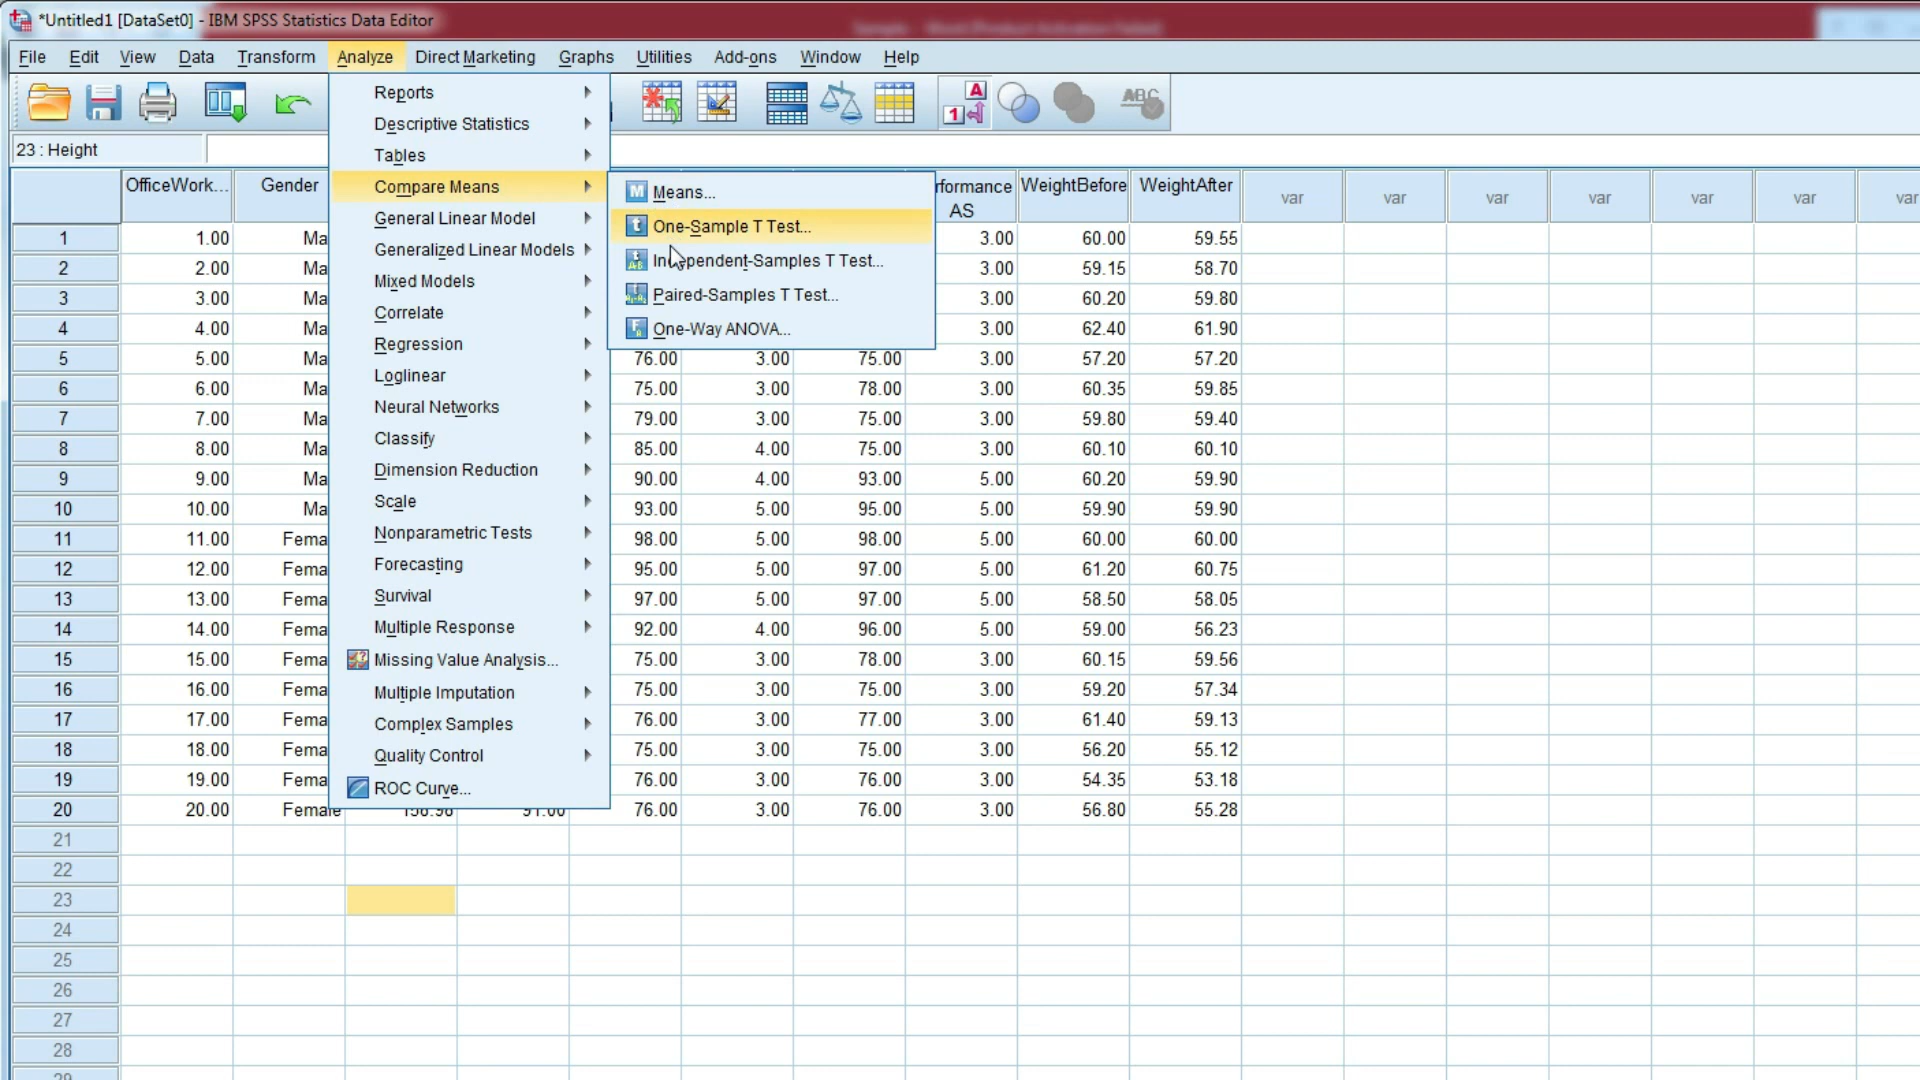 *Untitled1 [DataSet0] - IBM SPSS Statistics Data Editor
File Edit View Data Transform Analyze Direct Marketing Graphs Utilities Add-ons Window Help
A
1
ABC
23 : Height
Reports
Descriptive Statistics
Tables
Compare Means
General Linear Model
Generalized Linear Models
Mixed Models
Correlate
Regression
Loglinear
Neural Networks
Classify
Dimension Reduction
Scale
Nonparametric Tests
Forecasting
Survival
Multiple Response
Missing Value Analysis...
Multiple Imputation
Complex Samples
Quality Control
ROC Curve...
M Means...
t One-Sample T Test...
Independent-Samples T Test...
Paired-Samples T Test...
One-Way ANOVA...
OfficeWork... Gender rformance WeightBefore WeightAfter var var var var var var var
AS
1 1.00 Ma 3.00 60.00 59.55
2 2.00 Ma 3.00 59.15 58.70
3 3.00 Ma 3.00 60.20 59.80
4 4.00 Ma 3.00 62.40 61.90
5 5.00 Ma 76.00 3.00 75.00 3.00 57.20 57.20
6 6.00 Ma 75.00 3.00 78.00 3.00 60.35 59.85
7 7.00 Ma 79.00 3.00 75.00 3.00 59.80 59.40
8 8.00 Ma 85.00 4.00 75.00 3.00 60.10 60.10
9 9.00 Ma 90.00 4.00 93.00 5.00 60.20 59.90
10 10.00 Ma 93.00 5.00 95.00 5.00 59.90 59.90
11 11.00 Fema 98.00 5.00 98.00 5.00 60.00 60.00
12 12.00 Fema 95.00 5.00 97.00 5.00 61.20 60.75
13 13.00 Fema 97.00 5.00 97.00 5.00 58.50 58.05
14 14.00 Fema 92.00 4.00 96.00 5.00 59.00 56.23
15 15.00 Fema 75.00 3.00 78.00 3.00 60.15 59.56
16 16.00 Fema 75.00 3.00 75.00 3.00 59.20 57.34
17 17.00 Fema 76.00 3.00 77.00 3.00 61.40 59.13
18 18.00 Fema 75.00 3.00 75.00 3.00 56.20 55.12
19 19.00 Fema 76.00 3.00 76.00 3.00 54.35 53.18
20 20.00 Female 158.98 91.00 76.00 3.00 76.00 3.00 56.80 55.28
21
22
23
24
25
26
27
28
29